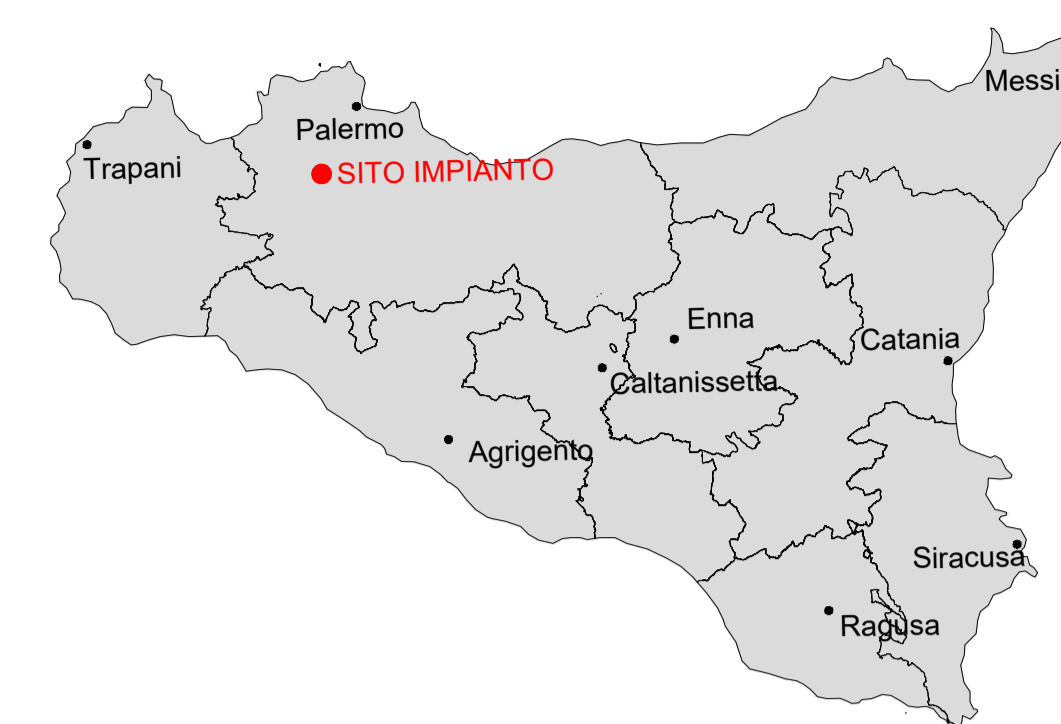 Messi
Palermo
Trapani
SITO IMPIANTO
Enna
Catania
Caltanissetta
Agrigento
Siracusa
Ragusa